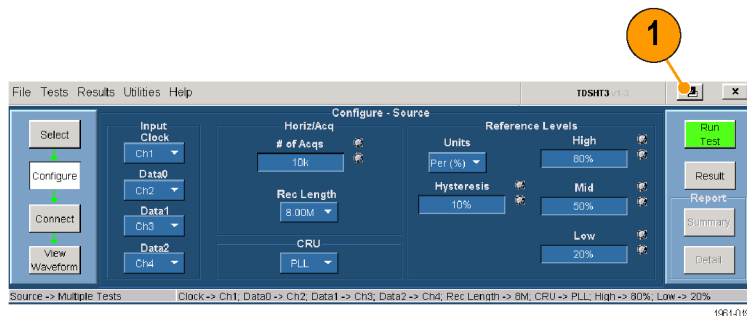 1
File Tests Results Utilities Help
TDSHT3 v1.3
x
Configure - Source
Select
Configure
Connect
View
Waveform
Input
Clock
Ch1
Data0
Ch2
Data1
Ch3
Data2
Ch4
Horiz/Acq
# of Acqs
10k
Rec Length
8.00M
CRU
PLL
Reference Levels
Units
Per (%)
Hysteresis
10%
High
80%
Mid
50%
Low
20%
Run
Test
Result
Report
Summary
Detail
Source -> Multiple Tests
Clock -> Ch1; Data0 -> Ch2; Data1 -> Ch3; Data2 -> Ch4; Rec Length -> 8M; CRU -> PLL; High -> 80%; Low -> 20%